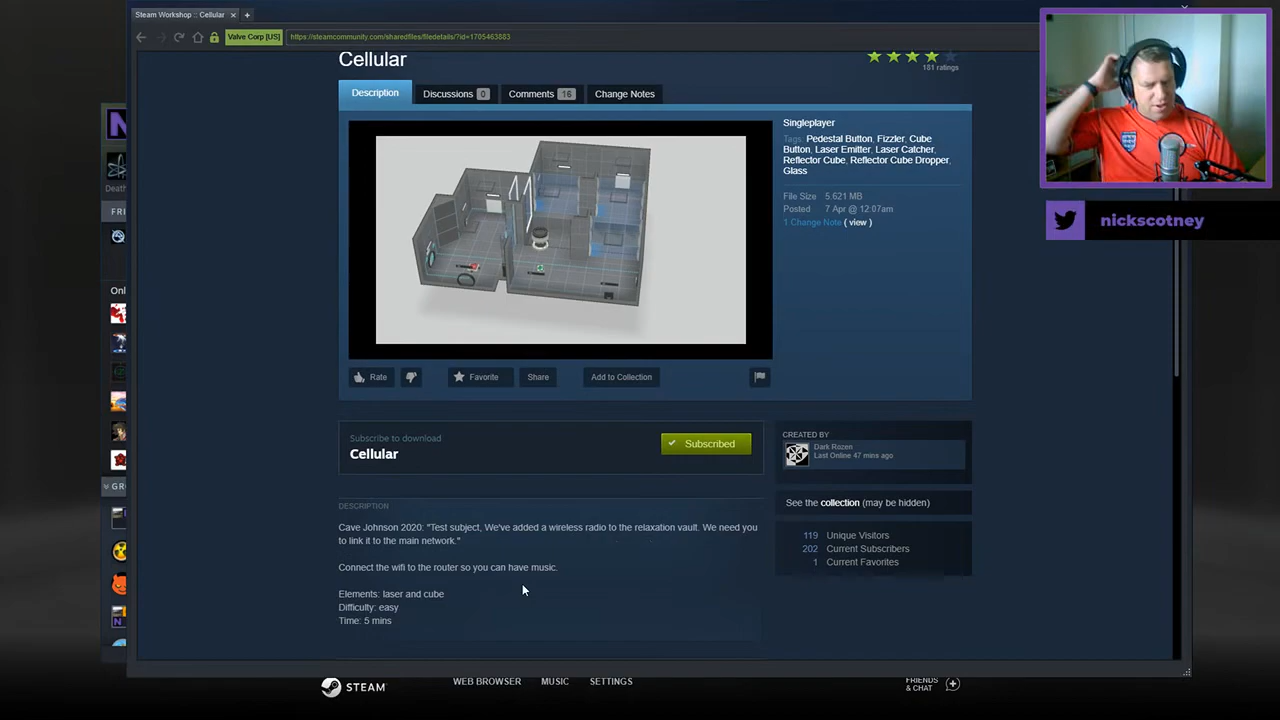 Steam Workshop :: Cellular
Valve Corp [US]
https://steamcommunity.com/sharedfiles/filedetails/?id=1705463883
Cellular
181 ratings
Description
Discussions 0
Comments 16
Change Notes
Singleplayer
Tags: Pedestal Button, Fizzler, Cube
Button, Laser Emitter, Laser Catcher,
Reflector Cube, Reflector Cube Dropper,
Glass
File Size 5.621 MB
Posted 7 Apr @ 12:07am
1 Change Note ( view )
Rate
Favorite
Share
Add to Collection
Subscribe to download
Cellular
Subscribed
CREATED BY
Dark Rozen
Last Online 47 mins ago
DESCRIPTION
Cave Johnson 2020: "Test subject, We've added a wireless radio to the relaxation vault. We need you
to link it to the main network."
Connect the wifi to the router so you can have music.
Elements: laser and cube
Difficulty: easy
Time: 5 mins
See the collection (may be hidden)
119 Unique Visitors
202 Current Subscribers
1 Current Favorites
nickscotney
N
Death
FRI
Onl
GR
STEAM
WEB BROWSER
MUSIC
SETTINGS
FRIENDS
& CHAT